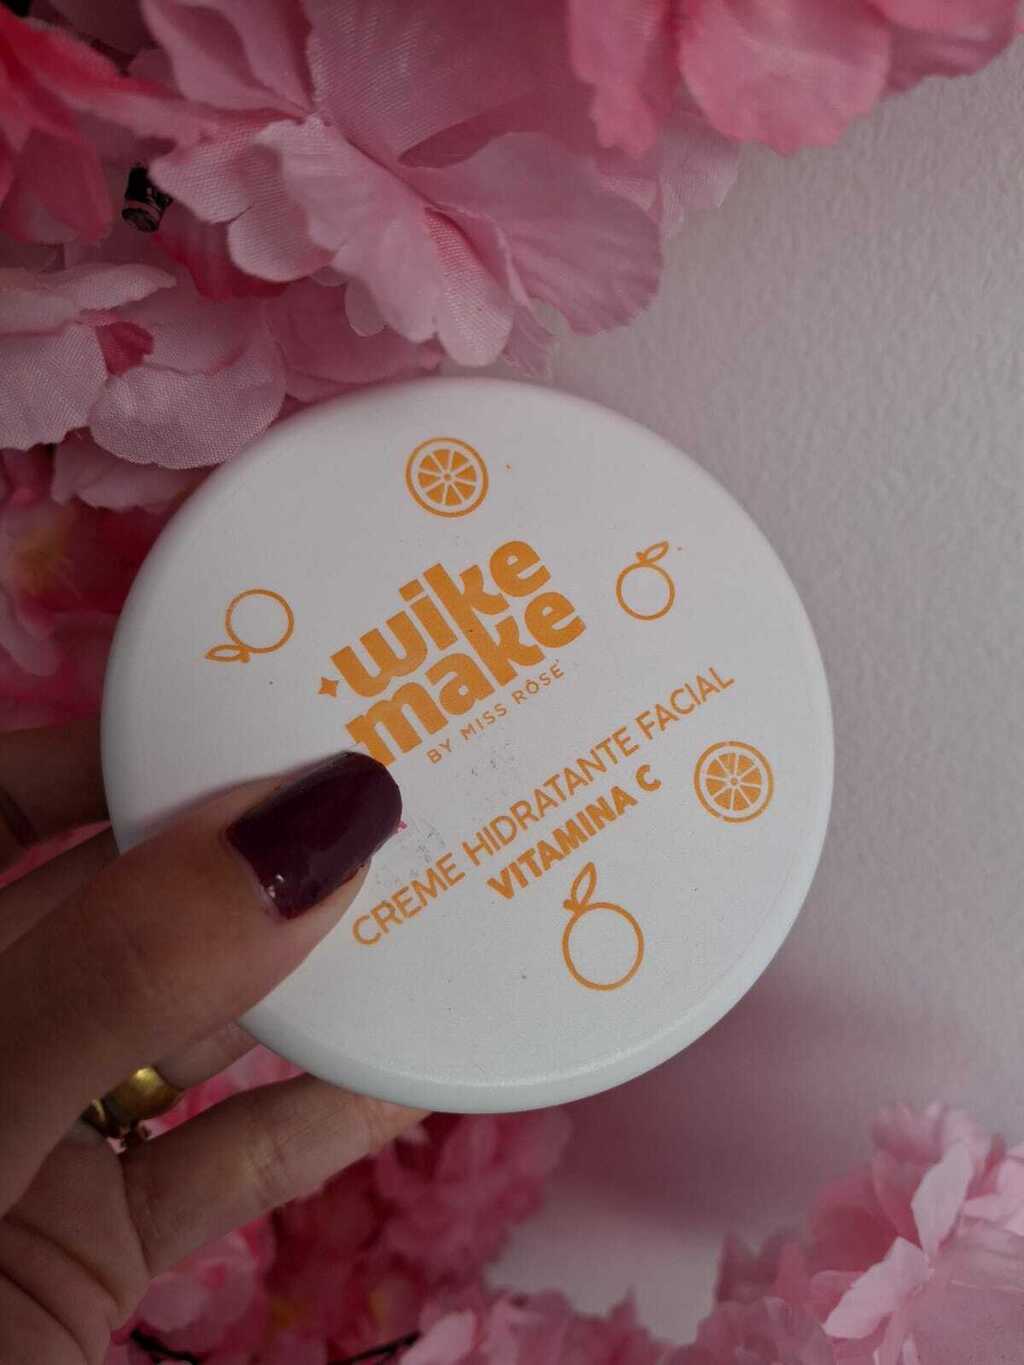 wike
make
BY MISS RÔSE
CREME HIDRATANTE FACIAL
VITAMINA C